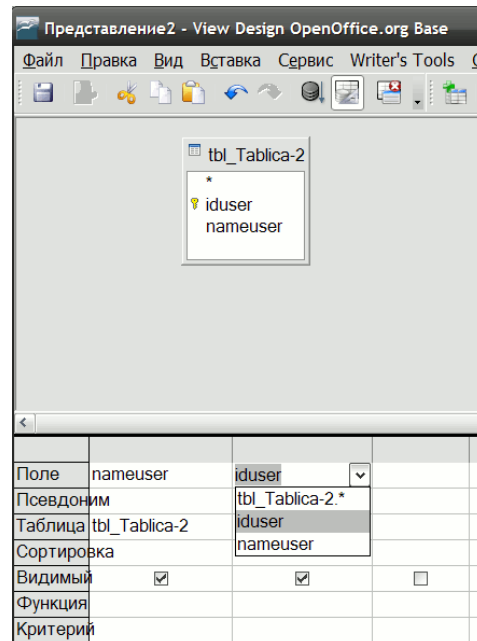 Представление2 - View Design OpenOffice.org Base
Файл Правка Вид Вставка Сервис Writer's Tools
tbl_Tablica-2
*
iduser
nameuser
Поле nameuser iduser
Псевдоним tbl_Tablica-2.*
Таблица tbl_Tablica-2 iduser
Сортировка nameuser
Видимый
Функция
Критерий